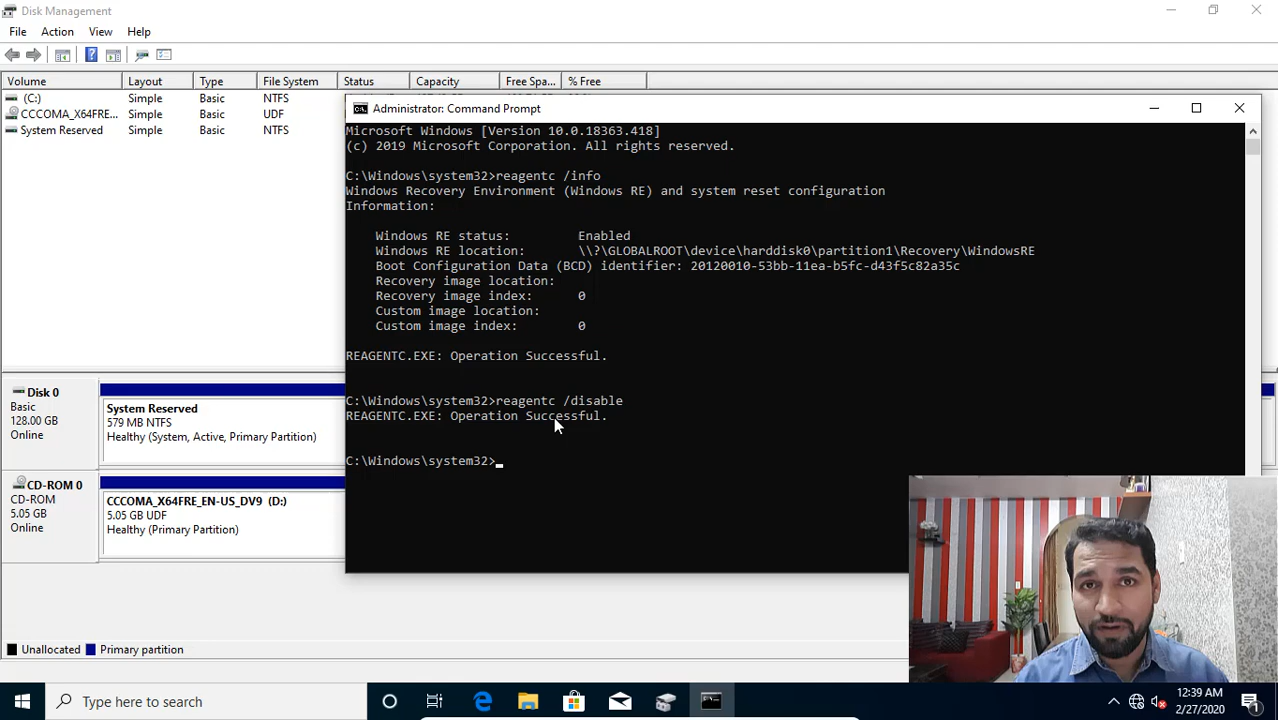 Disk Management
File Action View Help
Volume Layout Type File System Status Capacity Free Spa... % Free
(C:) Simple Basic NTFS
CCCOMA_X64FRE... Simple Basic UDF
System Reserved Simple Basic NTFS
Administrator: Command Prompt
Microsoft Windows [Version 10.0.18363.418]
(c) 2019 Microsoft Corporation. All rights reserved.
C:\Windows\system32>reagentc /info
Windows Recovery Environment (Windows RE) and system reset configuration
Information:
Windows RE status: Enabled
Windows RE location: \\?\GLOBALROOT\device\harddisk0\partition1\Recovery\WindowsRE
Boot Configuration Data (BCD) identifier: 20120010-53bb-11ea-b5fc-d43f5c82a35c
Recovery image location:
Recovery image index: 0
Custom image location:
Custom image index: 0
REAGENTC.EXE: Operation Successful.
C:\Windows\system32>reagentc /disable
REAGENTC.EXE: Operation Successful.
C:\Windows\system32>
Disk 0
Basic
128.00 GB
Online
System Reserved
579 MB NTFS
Healthy (System, Active, Primary Partition)
CD-ROM 0
CD-ROM
5.05 GB
Online
CCCOMA_X64FRE_EN-US_DV9 (D:)
5.05 GB UDF
Healthy (Primary Partition)
Unallocated Primary partition
Type here to search
12:39 AM
2/27/2020
1